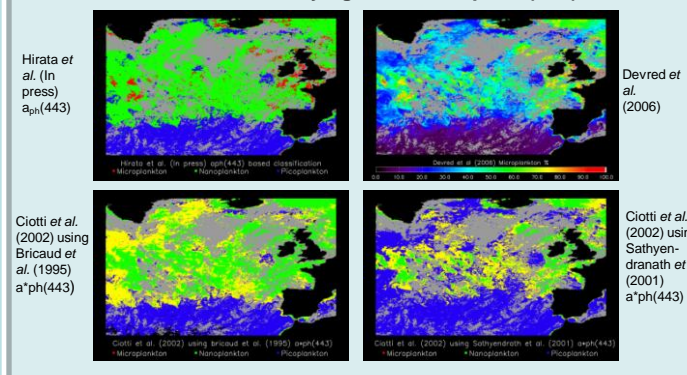 Hirata et
al. (In
press)
aph(443)
Hirata et al. (In press) aph(443) based classification
•Microplankton •Nanoplankton •Picoplankton
Devred et al (2006) Microplankton %
0.0 10.0 20.0 30.0 40.0 50.0 60.0 70.0 80.0 90.0 100.0
Devred et
al.
(2006)
Ciotti et al.
(2002) using
Bricaud et
al. (1995)
a*ph(443)
Ciotti et al. (2002) using bricaud et al. (1995) a*ph(443)
•Microplankton •Nanoplankton •Picoplankton
Ciotti et al. (2002) using Sathyendrath et al. (2001) a*ph(443)
•Microplankton •Nanoplankton •Picoplankton
Ciotti et al.
(2002) usin
Sathyen-
dranath et
(2001)
a*ph(443)